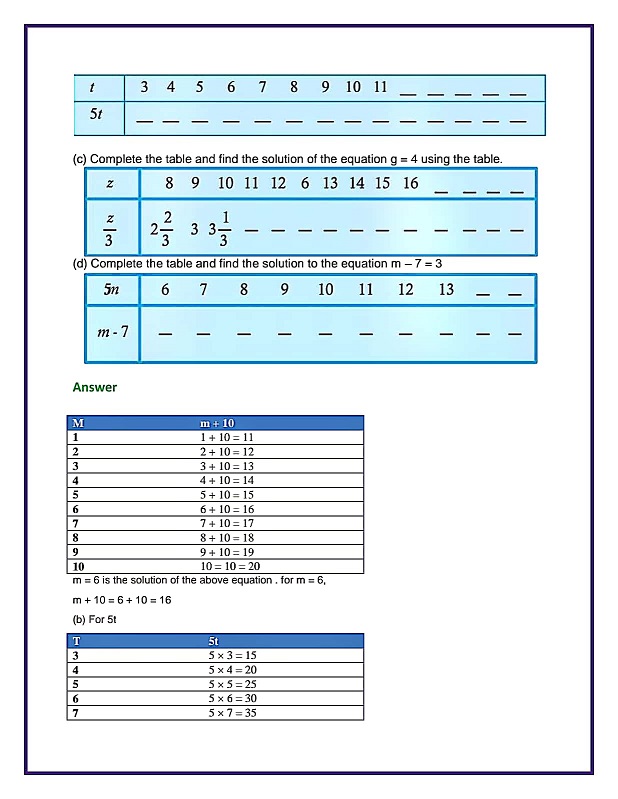 t 3 4 5 6 7 8 9 10 11 _ _ _ _ _
5t _ _ _ _ _ _ _ _ _ _ _ _ _ _
(c) Complete the table and find the solution of the equation g = 4 using the table.
z 8 9 10 11 12 6 13 14 15 16 _ _ _ _
z/3 2 2/3 3 3 1/3 _ _ _ _ _ _ _ _ _ _ _
(d) Complete the table and find the solution to the equation m – 7 = 3
5n 6 7 8 9 10 11 12 13 _ _
m - 7 _ _ _ _ _ _ _ _ _ _
Answer
M m + 10
1 1 + 10 = 11
2 2 + 10 = 12
3 3 + 10 = 13
4 4 + 10 = 14
5 5 + 10 = 15
6 6 + 10 = 16
7 7 + 10 = 17
8 8 + 10 = 18
9 9 + 10 = 19
10 10 = 10 = 20
m = 6 is the solution of the above equation . for m = 6,
m + 10 = 6 + 10 = 16
(b) For 5t
T 5t
3 5 × 3 = 15
4 5 × 4 = 20
5 5 × 5 = 25
6 5 × 6 = 30
7 5 × 7 = 35